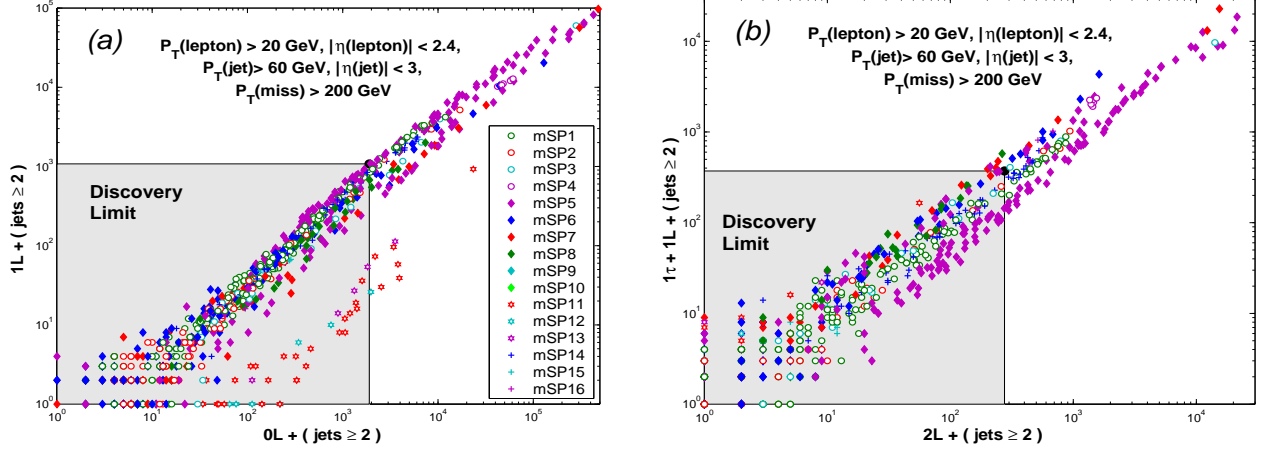 (a)
P_T(lepton) > 20 GeV, |η(lepton)| < 2.4,
P_T(jet)> 60 GeV, |η(jet)| < 3,
P_T(miss) > 200 GeV
Discovery
Limit
mSP1
mSP2
mSP3
mSP4
mSP5
mSP6
mSP7
mSP8
mSP9
mSP10
mSP11
mSP12
mSP13
mSP14
mSP15
mSP16
1L + ( jets ≥ 2 )
10^5
10^4
10^3
10^2
10^1
10^0
10^0 10^1 10^2 10^3 10^4 10^5
0L + ( jets ≥ 2 )
(b)
P_T(lepton) > 20 GeV, |η(lepton)| < 2.4,
P_T(jet)> 60 GeV, |η(jet)| < 3,
P_T(miss) > 200 GeV
Discovery
Limit
1τ + 1L + ( jets ≥ 2 )
10^4
10^3
10^2
10^1
10^0
10^0 10^1 10^2 10^3 10^4
2L + ( jets ≥ 2 )